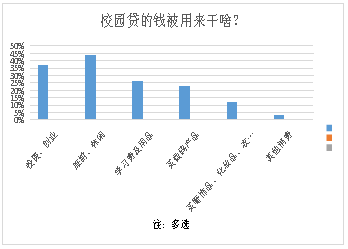 校园贷的钱被用来干啥？
50%
45%
40%
35%
30%
25%
20%
15%
10%
5%
0%
投资、创业
旅游、休闲
学习费及用品
买数码产品
买奢侈品、化妆品、衣…
其他消费
注：多选